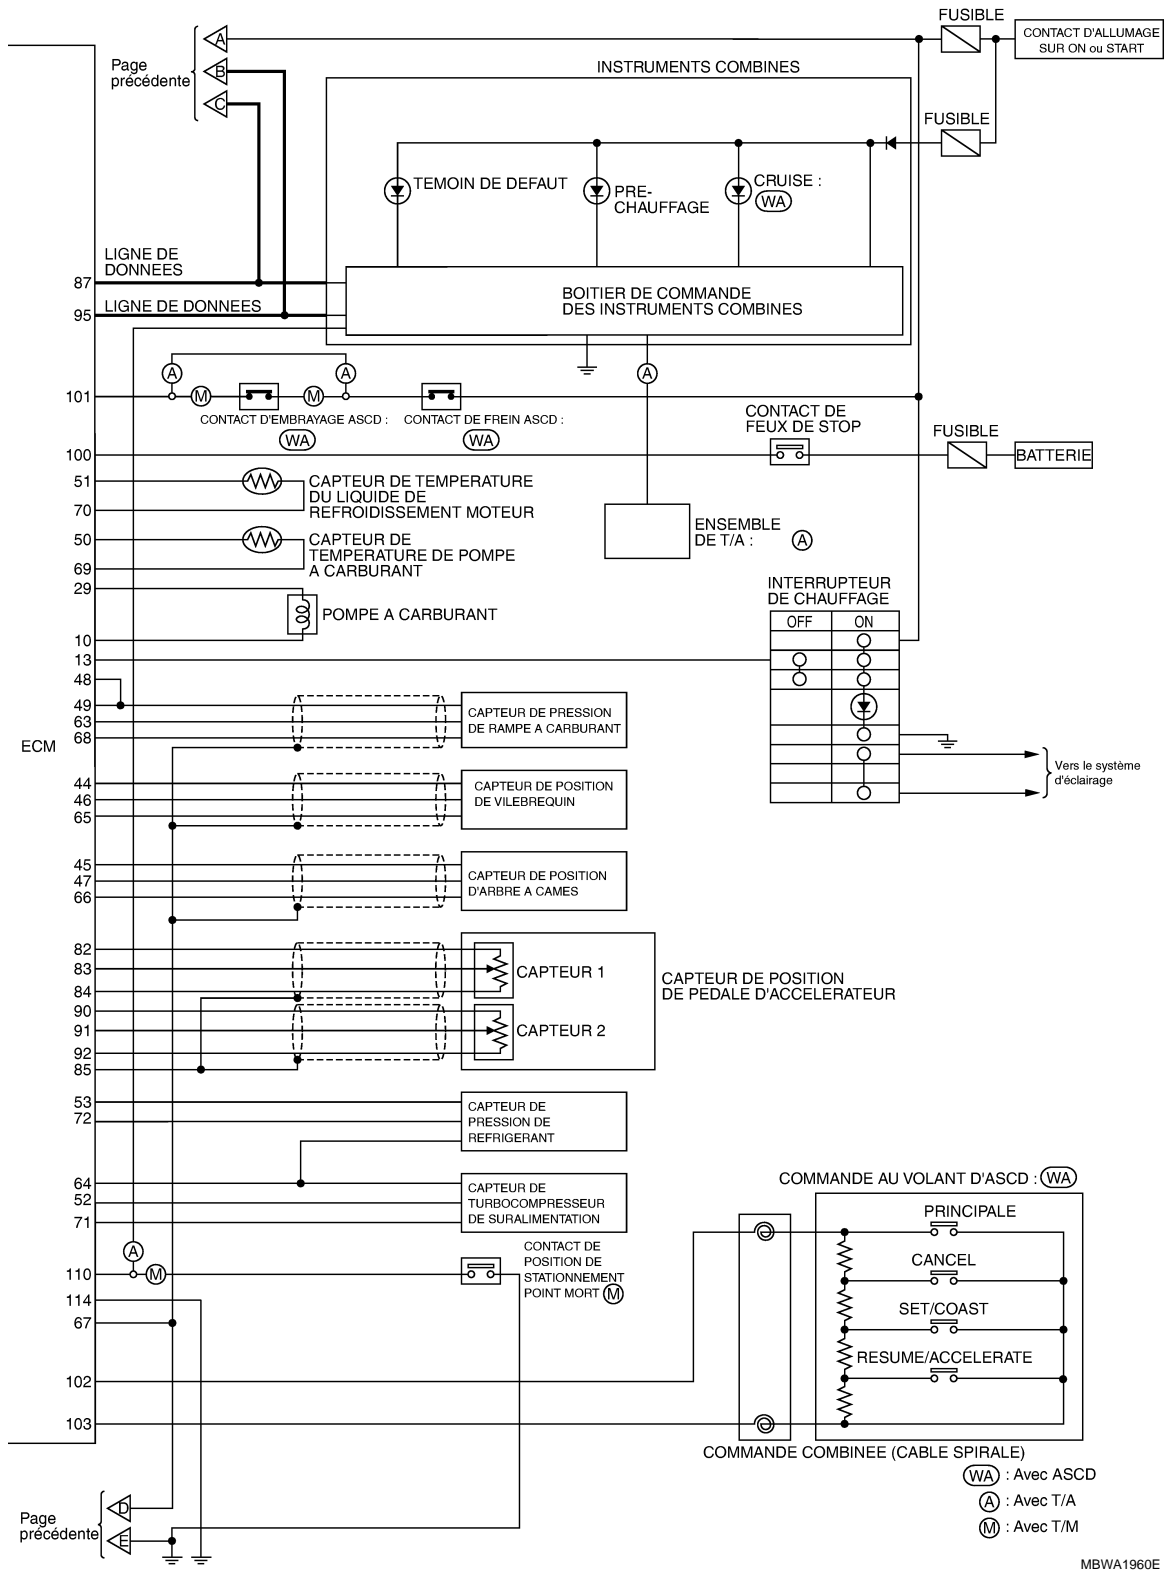 FUSIBLE
CONTACT D'ALLUMAGE
SUR ON ou START
A
Page
précédente
B
C
INSTRUMENTS COMBINES
FUSIBLE
TEMOIN DE DEFAUT
PRE-
CHAUFFAGE
CRUISE :
WA
LIGNE DE
DONNEES
87
LIGNE DE DONNEES
95
BOITIER DE COMMANDE
DES INSTRUMENTS COMBINES
A
A
A
101
M
M
CONTACT D'EMBRAYAGE ASCD :
WA
CONTACT DE FREIN ASCD :
WA
CONTACT DE
FEUX DE STOP
FUSIBLE
BATTERIE
100
51
CAPTEUR DE TEMPERATURE
DU LIQUIDE DE
REFROIDISSEMENT MOTEUR
70
50
CAPTEUR DE
TEMPERATURE DE POMPE
A CARBURANT
69
ENSEMBLE
DE T/A :
A
29
POMPE A CARBURANT
10
INTERRUPTEUR
DE CHAUFFAGE
OFF
ON
13
48
49
63
68
CAPTEUR DE PRESSION
DE RAMPE A CARBURANT
ECM
Vers le système
d'éclairage
44
46
65
CAPTEUR DE POSITION
DE VILEBREQUIN
45
47
66
CAPTEUR DE POSITION
D'ARBRE A CAMES
82
83
84
CAPTEUR 1
CAPTEUR DE POSITION
DE PEDALE D'ACCELERATEUR
90
91
92
85
CAPTEUR 2
53
72
CAPTEUR DE
PRESSION DE
REFRIGERANT
64
52
71
CAPTEUR DE
TURBOCOMPRESSEUR
DE SURALIMENTATION
COMMANDE AU VOLANT D'ASCD :
WA
PRINCIPALE
CANCEL
SET/COAST
RESUME/ACCELERATE
A
110
M
CONTACT DE
POSITION DE
STATIONNEMENT
POINT MORT
M
114
67
102
103
COMMANDE COMBINEE (CABLE SPIRALE)
WA : Avec ASCD
A : Avec T/A
M : Avec T/M
Page
précédente
D
E
MBWA1960E